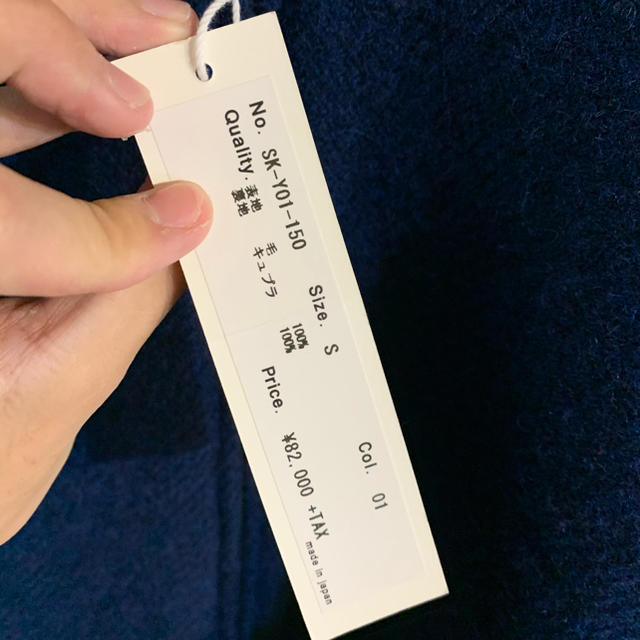 No. SK-Y01-150 Size. S Col. 01
Quality. 表地 毛 100%
裏地 キュプラ 100%
Price. ¥82.000 +TAX
made in japan